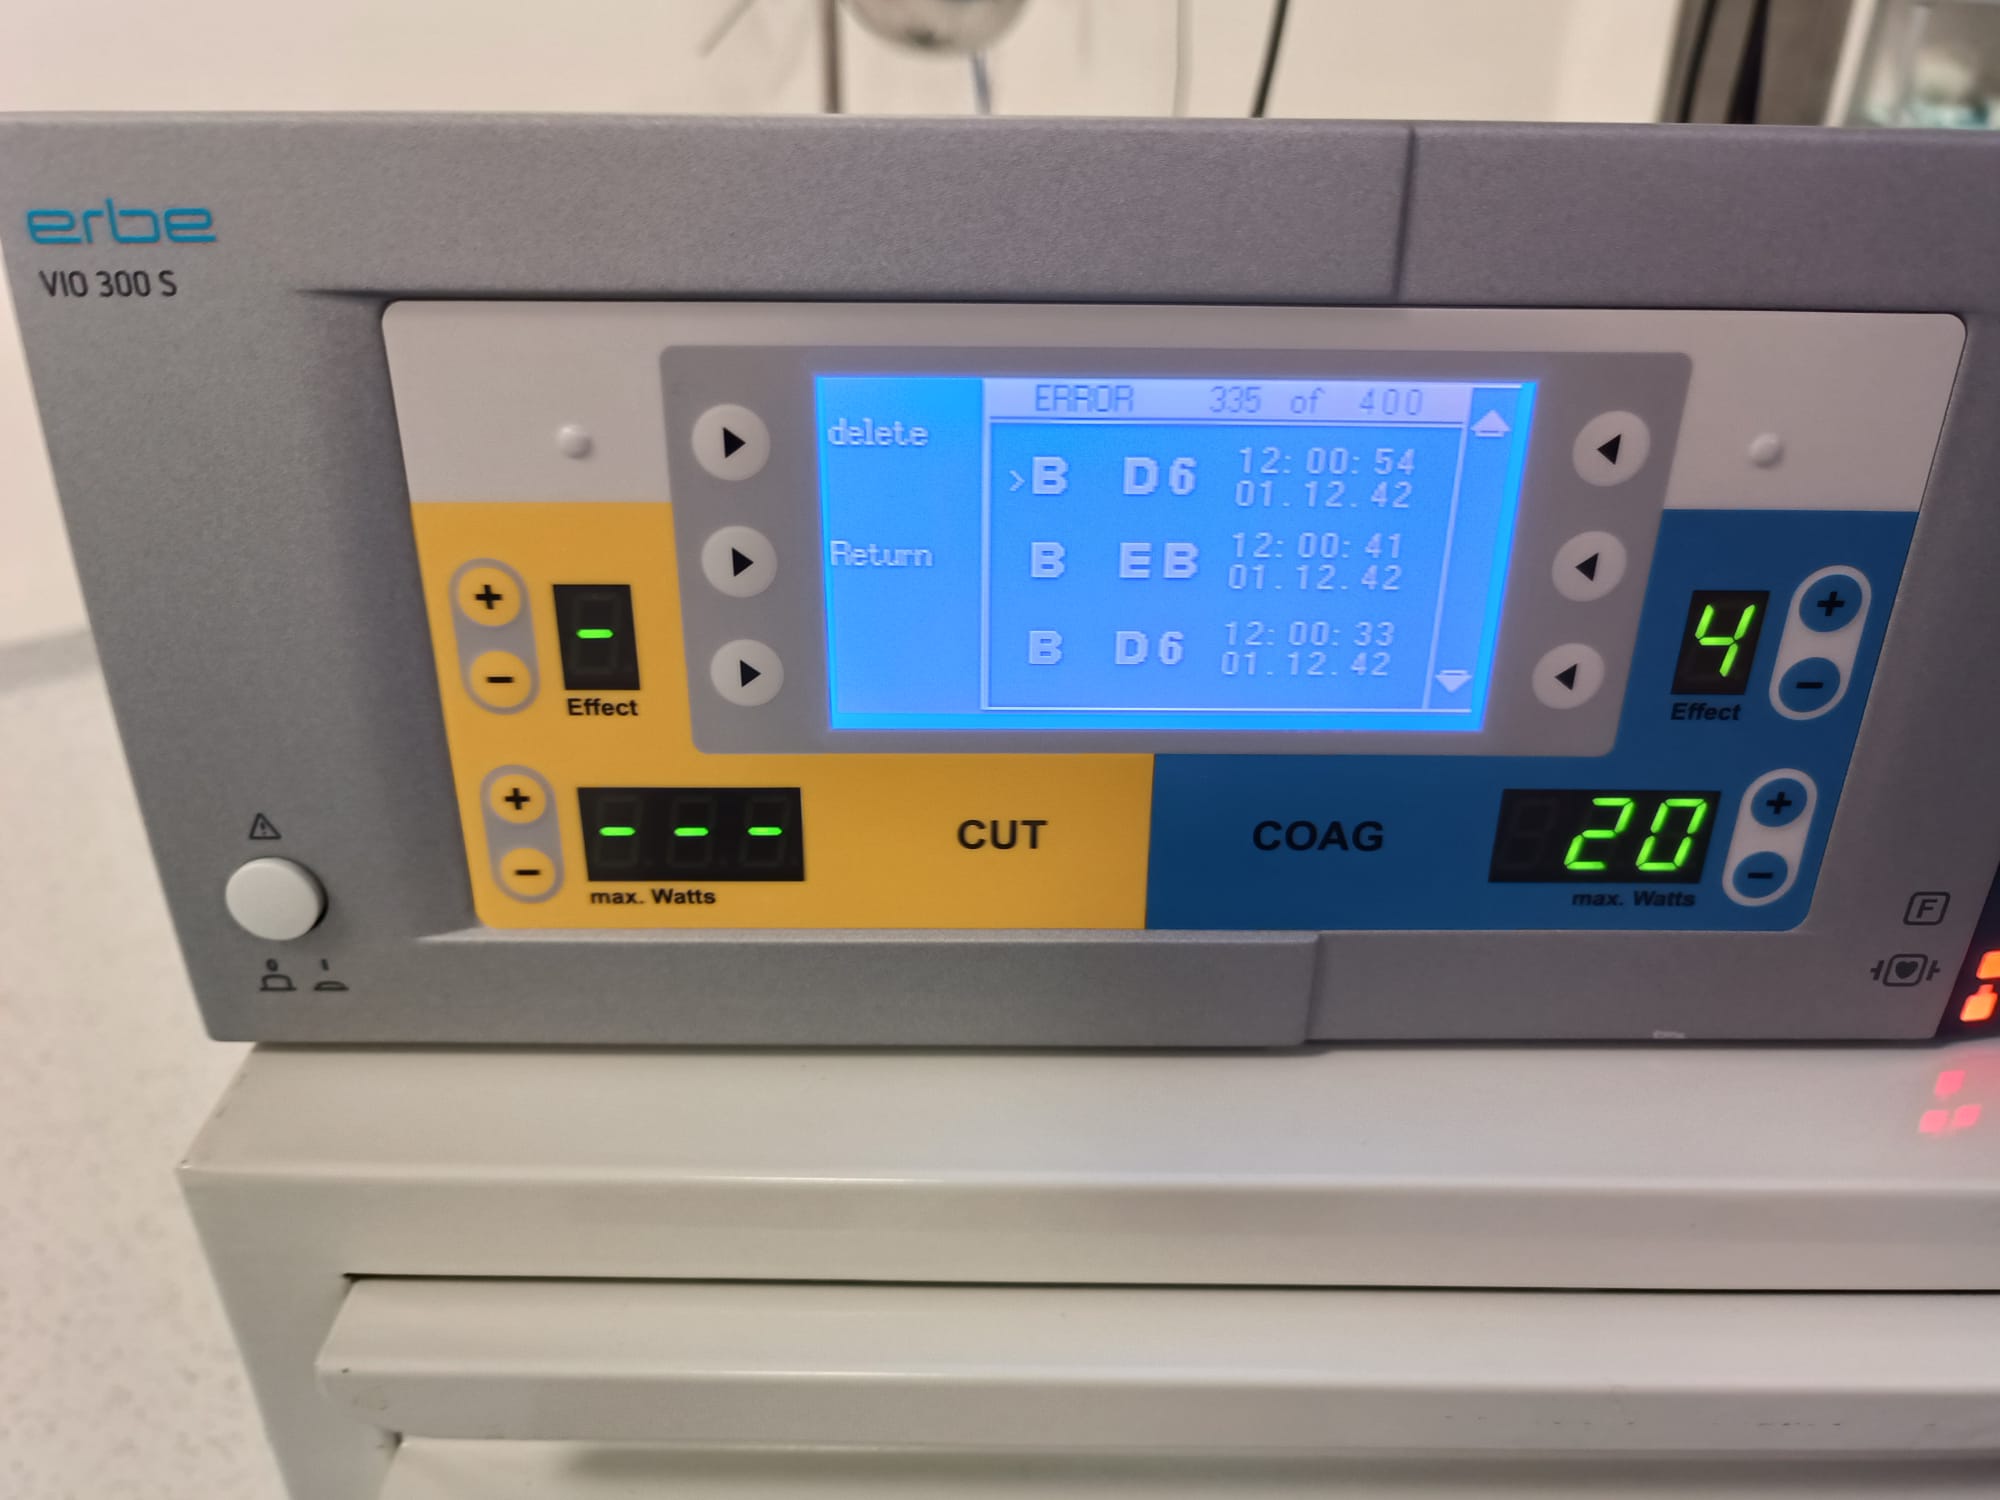 erbe
VIO 300 S
ERROR 335 of 400
delete
>B D6 12:00:54
01.12.42
B EB 12:00:41
01.12.42
Return
B D6 12:00:33
01.12.42
-
Effect
4
Effect
+
-
+
-
- - -
max. Watts
+
-
CUT
COAG
20
max. Watts
+
-
F
0 I